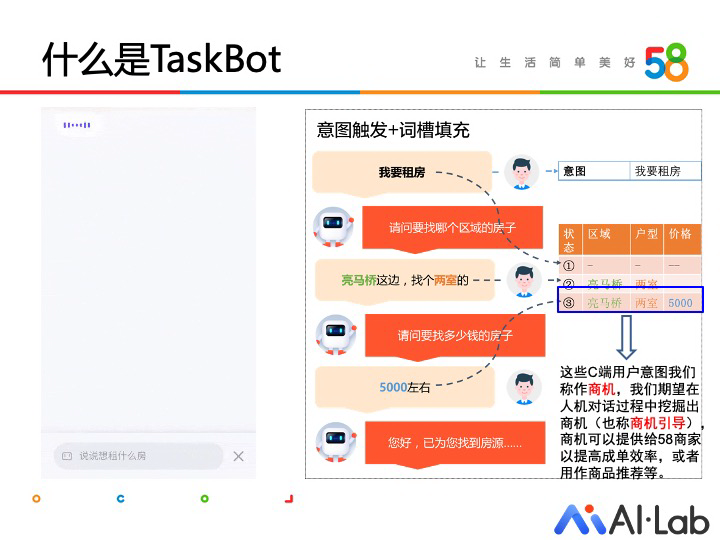 什么是TaskBot
让生活简单美好
58
意图触发+词槽填充
我要租房
意图 我要租房
请问要找哪个区域的房子
状态 区域 户型 价格
① - - --
亮马桥这边，找个两室的
② 亮马桥 两室
③ 亮马桥 两室 5000
请问要找多少钱的房子
5000左右
您好，已为您找到房源......
这些C端用户意图我们
称作商机，我们期望在
人机对话过程中挖掘出
商机（也称商机引导），
商机可以提供给58商家
以提高成单效率，或者
用作商品推荐等。
说说想租什么房
AI·Lab